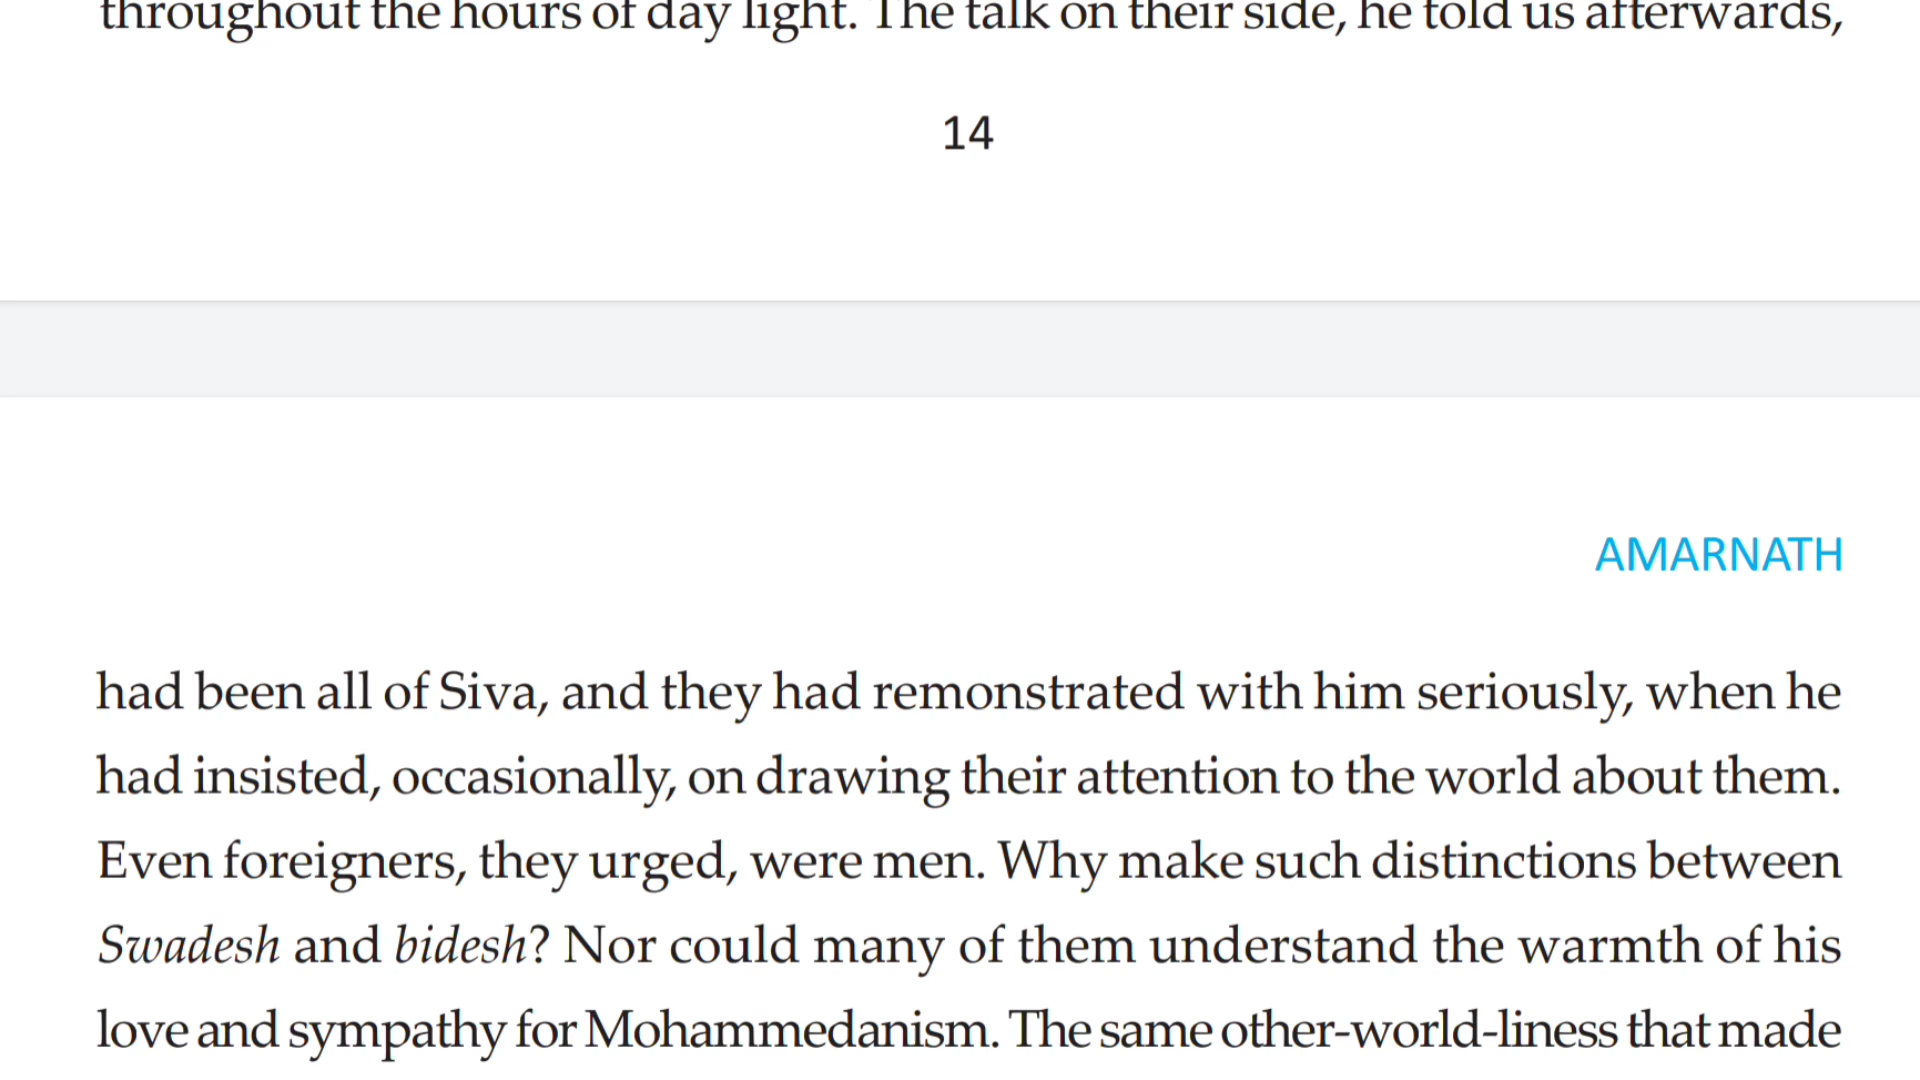 throughout the hours of day light. The talk on their side, he told us afterwards,
14
AMARNATH
had been all of Siva, and they had remonstrated with him seriously, when he
had insisted, occasionally, on drawing their attention to the world about them.
Even foreigners, they urged, were men. Why make such distinctions between
Swadesh and bidesh? Nor could many of them understand the warmth of his
love and sympathy for Mohammedanism. The same other-world-liness that made